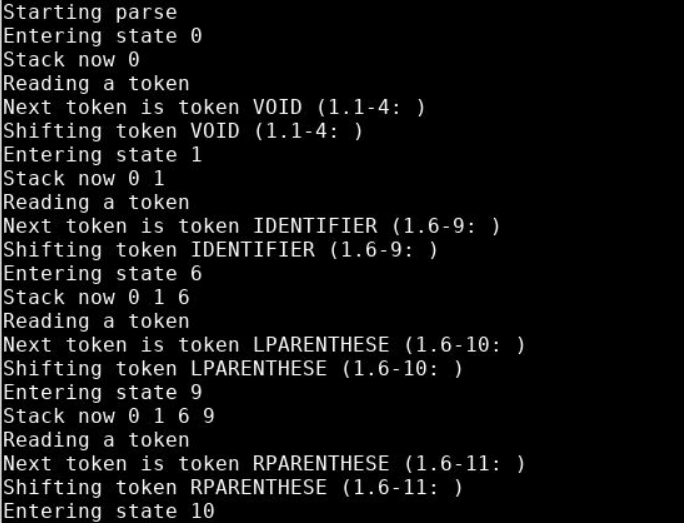 Starting parse
Entering state 0
Stack now 0
Reading a token
Next token is token VOID (1.1-4: )
Shifting token VOID (1.1-4: )
Entering state 1
Stack now 0 1
Reading a token
Next token is token IDENTIFIER (1.6-9: )
Shifting token IDENTIFIER (1.6-9: )
Entering state 6
Stack now 0 1 6
Reading a token
Next token is token LPARENTHESE (1.6-10: )
Shifting token LPARENTHESE (1.6-10: )
Entering state 9
Stack now 0 1 6 9
Reading a token
Next token is token RPARENTHESE (1.6-11: )
Shifting token RPARENTHESE (1.6-11: )
Entering state 10